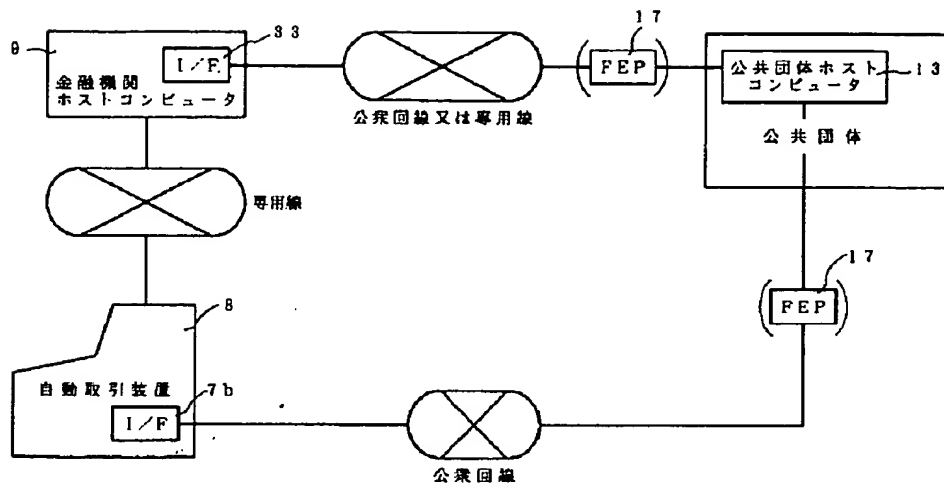 9
33
I/F
金融機関
ホストコンピュータ
公衆回線又は専用線
17
FEP
公共団体ホスト
コンピュータ
13
公共団体
専用線
17
FEP
8
自動取引装置
7b
I/F
公衆回線